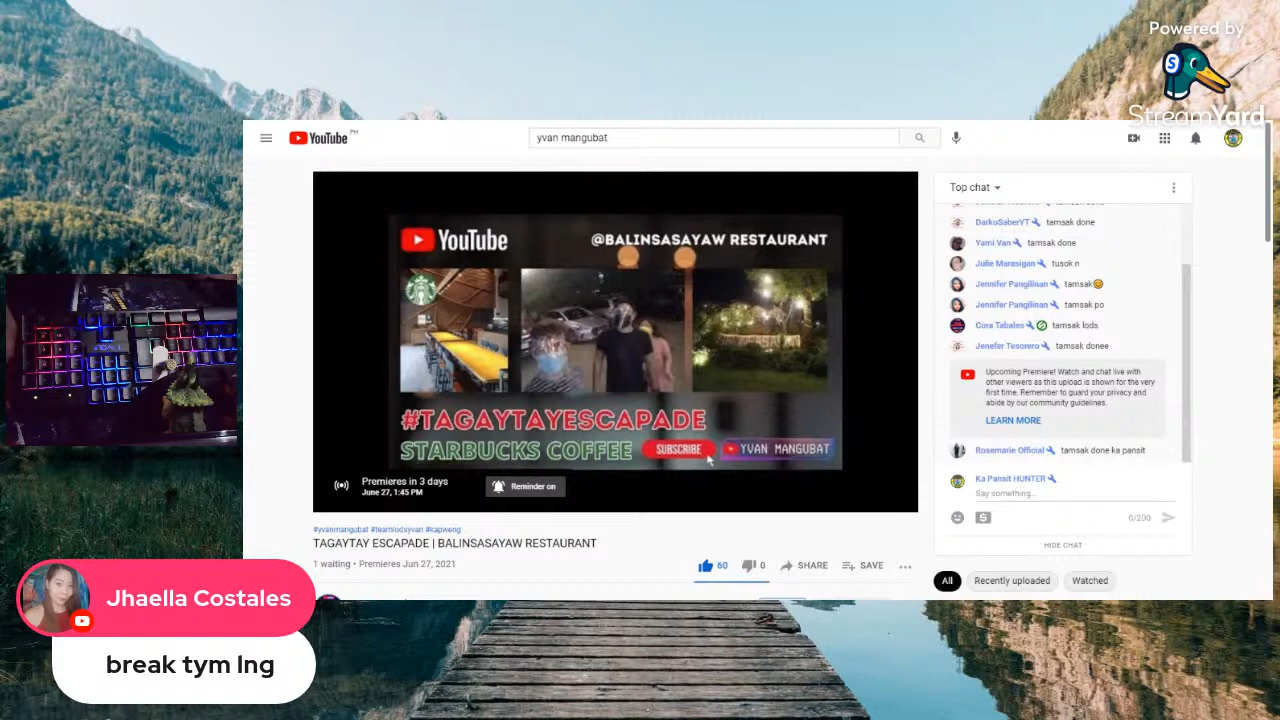 Powered by
StreamYard
YouTube PH
yvan mangubat
YouTube
@BALINSASAYAW RESTAURANT
#TAGAYTAYESCAPADE
STARBUCKS COFFEE
SUBSCRIBE
YVAN MANGUBAT
Premieres in 3 days
June 27, 1:45 PM
Reminder on
#yvanmangubat #teamlodsyvan #kapweng
TAGAYTAY ESCAPADE | BALINSASAYAW RESTAURANT
1 waiting • Premieres Jun 27, 2021
60
0
SHARE
SAVE
Top chat
DarkoSaberYT tamsak done
Yami Van tamsak done
Julie Marasigan tusok n
Jennifer Pangilinan tamsak😊
Jennifer Pangilinan tamsak po
Cora Tabales tamsak lods
Jenefer Tesorero tamsak donee
Upcoming Premiere! Watch and chat live with
other viewers as this upload is shown for the very
first time. Remember to guard your privacy and
abide by our community guidelines.
LEARN MORE
Rosemarie Official tamsak done ka pansit
Ka Pansit HUNTER
Say something...
0/200
HIDE CHAT
All
Recently uploaded
Watched
Jhaella Costales
break tym lng